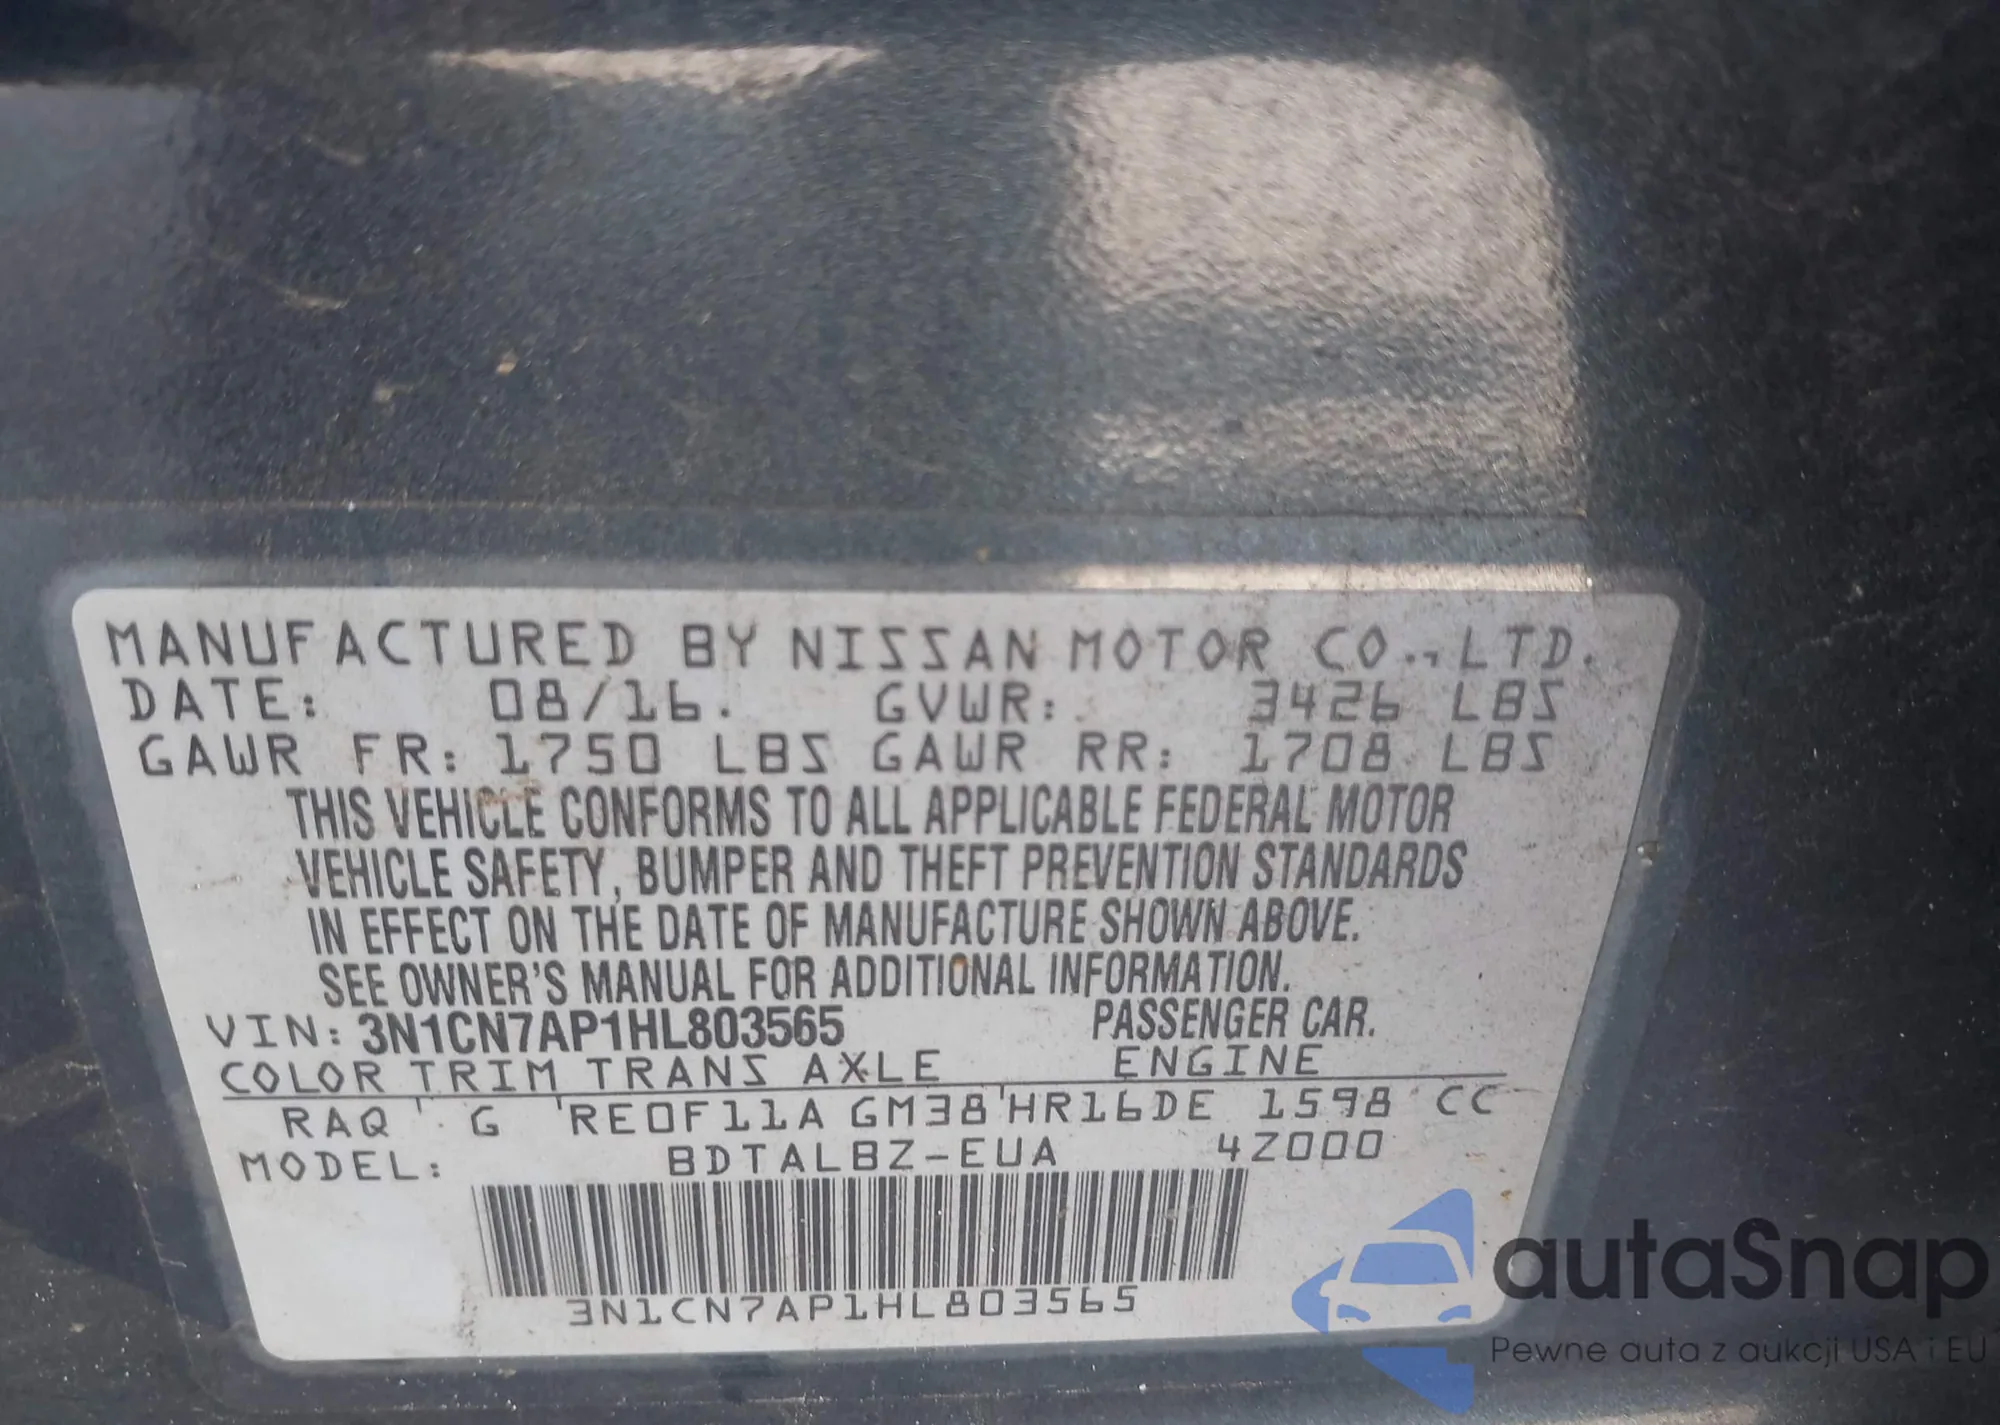 MANUFACTURED BY NISSAN MOTOR CO., LTD.
DATE: 08/16. GVWR: 3426 LBS
GAWR FR: 1750 LBS GAWR RR: 1708 LBS
THIS VEHICLE CONFORMS TO ALL APPLICABLE FEDERAL MOTOR
VEHICLE SAFETY, BUMPER AND THEFT PREVENTION STANDARDS
IN EFFECT ON THE DATE OF MANUFACTURE SHOWN ABOVE.
SEE OWNER'S MANUAL FOR ADDITIONAL INFORMATION.
VIN: 3N1CN7AP1HL803565 PASSENGER CAR.
COLOR TRIM TRANS AXLE ENGINE
RAQ G RE0F11A GM38 HR16DE 1598 CC
MODEL: BDTALBZ-EUA 4Z000
3N1CN7AP1HL803565
autaSnap
Pewne auta z aukcji USA i EU